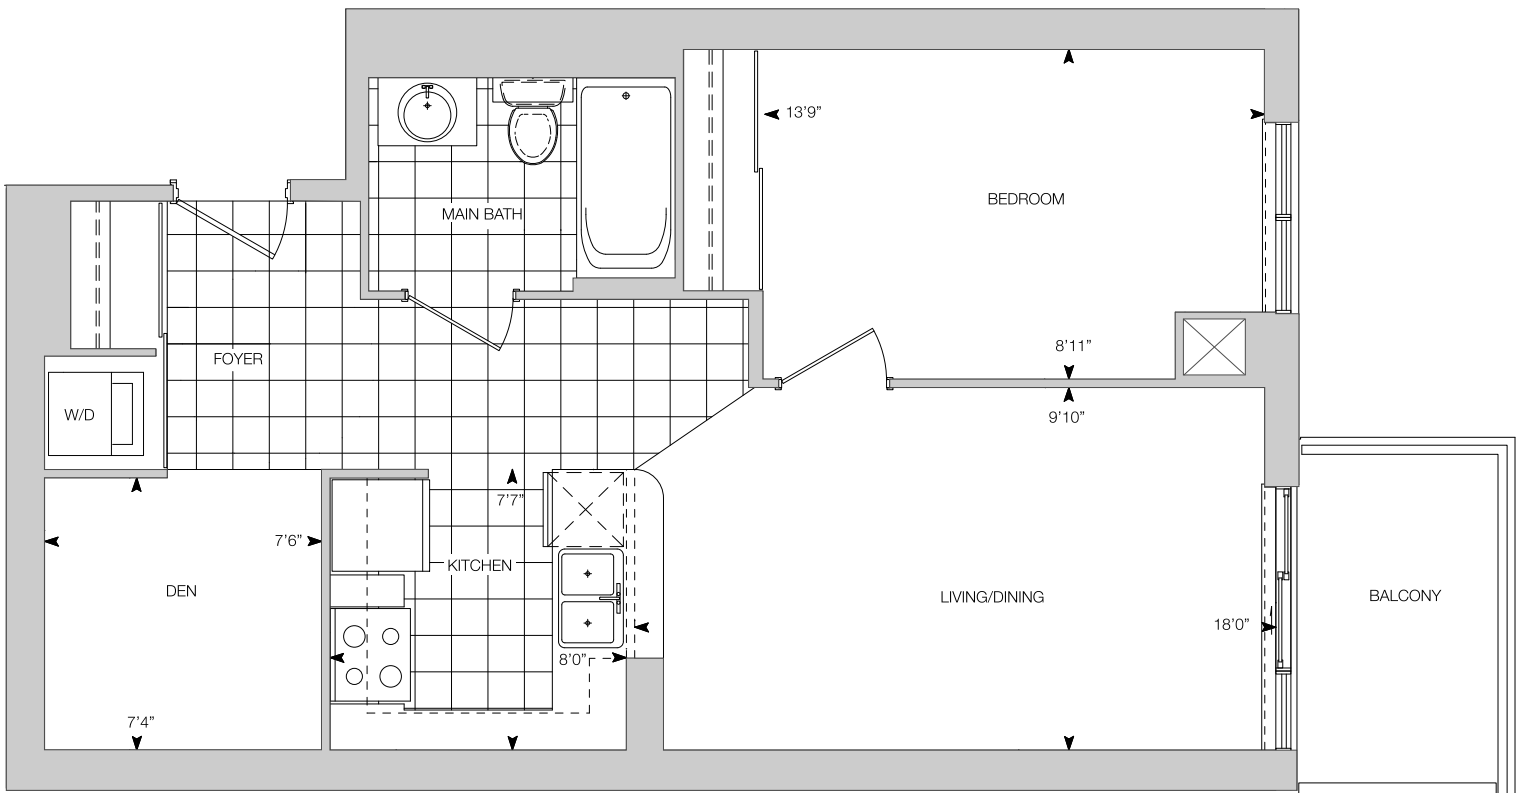 13'9"
BEDROOM
MAIN BATH
8'11"
FOYER
W/D
9'10"
7'7"
7'6"
KITCHEN
DEN
LIVING/DINING
BALCONY
18'0"
8'0"
7'4"